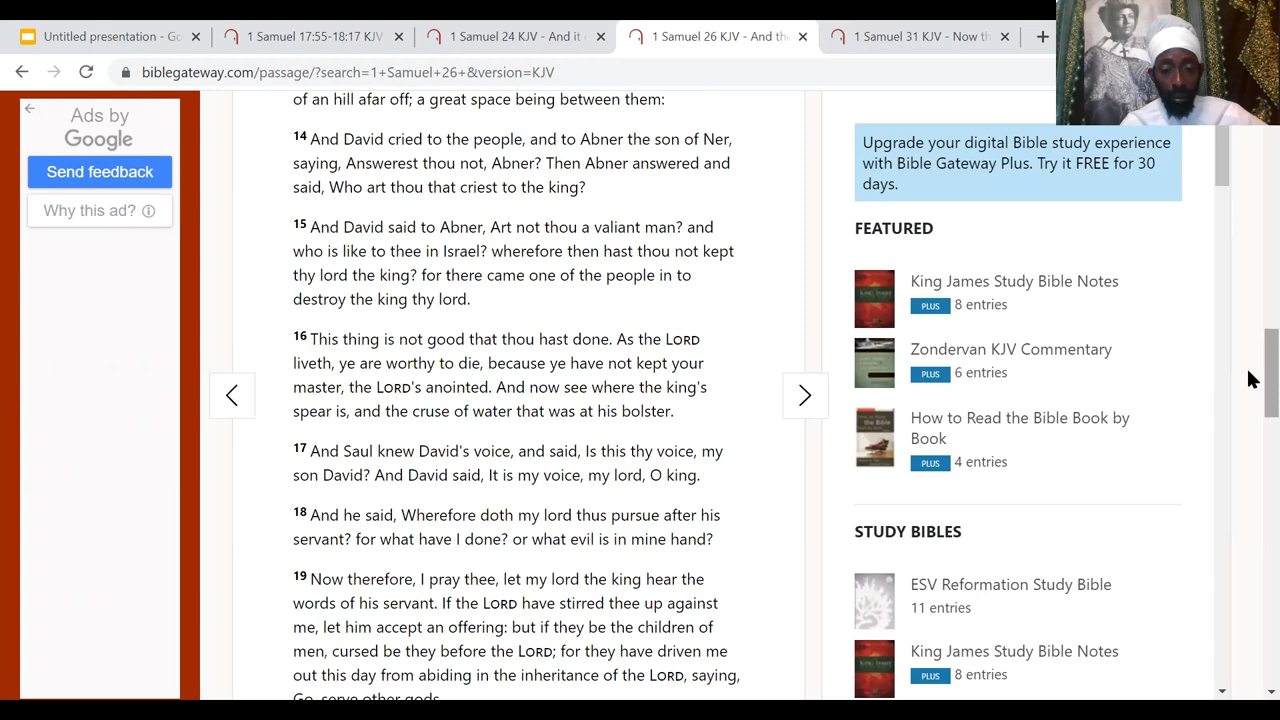 Untitled presentation - Go
1 Samuel 17:55-18:17 KJV
1 Samuel 24 KJV - And it
1 Samuel 26 KJV - And the
1 Samuel 31 KJV - Now th
biblegateway.com/passage/?search=1+Samuel+26+&version=KJV
Ads by
Google
Send feedback
Why this ad?
of an hill afar off; a great space being between them:
14 And David cried to the people, and to Abner the son of Ner,
saying, Answerest thou not, Abner? Then Abner answered and
said, Who art thou that criest to the king?
15 And David said to Abner, Art not thou a valiant man? and
who is like to thee in Israel? wherefore then hast thou not kept
thy lord the king? for there came one of the people in to
destroy the king thy lord.
16 This thing is not good that thou hast done. As the LORD
liveth, ye are worthy to die, because ye have not kept your
master, the LORD's anointed. And now see where the king's
spear is, and the cruse of water that was at his bolster.
17 And Saul knew David's voice, and said, Is this thy voice, my
son David? And David said, It is my voice, my lord, O king.
18 And he said, Wherefore doth my lord thus pursue after his
servant? for what have I done? or what evil is in mine hand?
19 Now therefore, I pray thee, let my lord the king hear the
words of his servant. If the LORD have stirred thee up against
me, let him accept an offering: but if they be the children of
men, cursed be they before the LORD; for they have driven me
out this day from abiding in the inheritance of the LORD, saying,
Go, serve other gods.
Upgrade your digital Bible study experience
with Bible Gateway Plus. Try it FREE for 30
days.
FEATURED
King James Study Bible Notes
PLUS 8 entries
Zondervan KJV Commentary
PLUS 6 entries
How to Read the Bible Book by
Book
PLUS 4 entries
STUDY BIBLES
ESV Reformation Study Bible
11 entries
King James Study Bible Notes
PLUS 8 entries